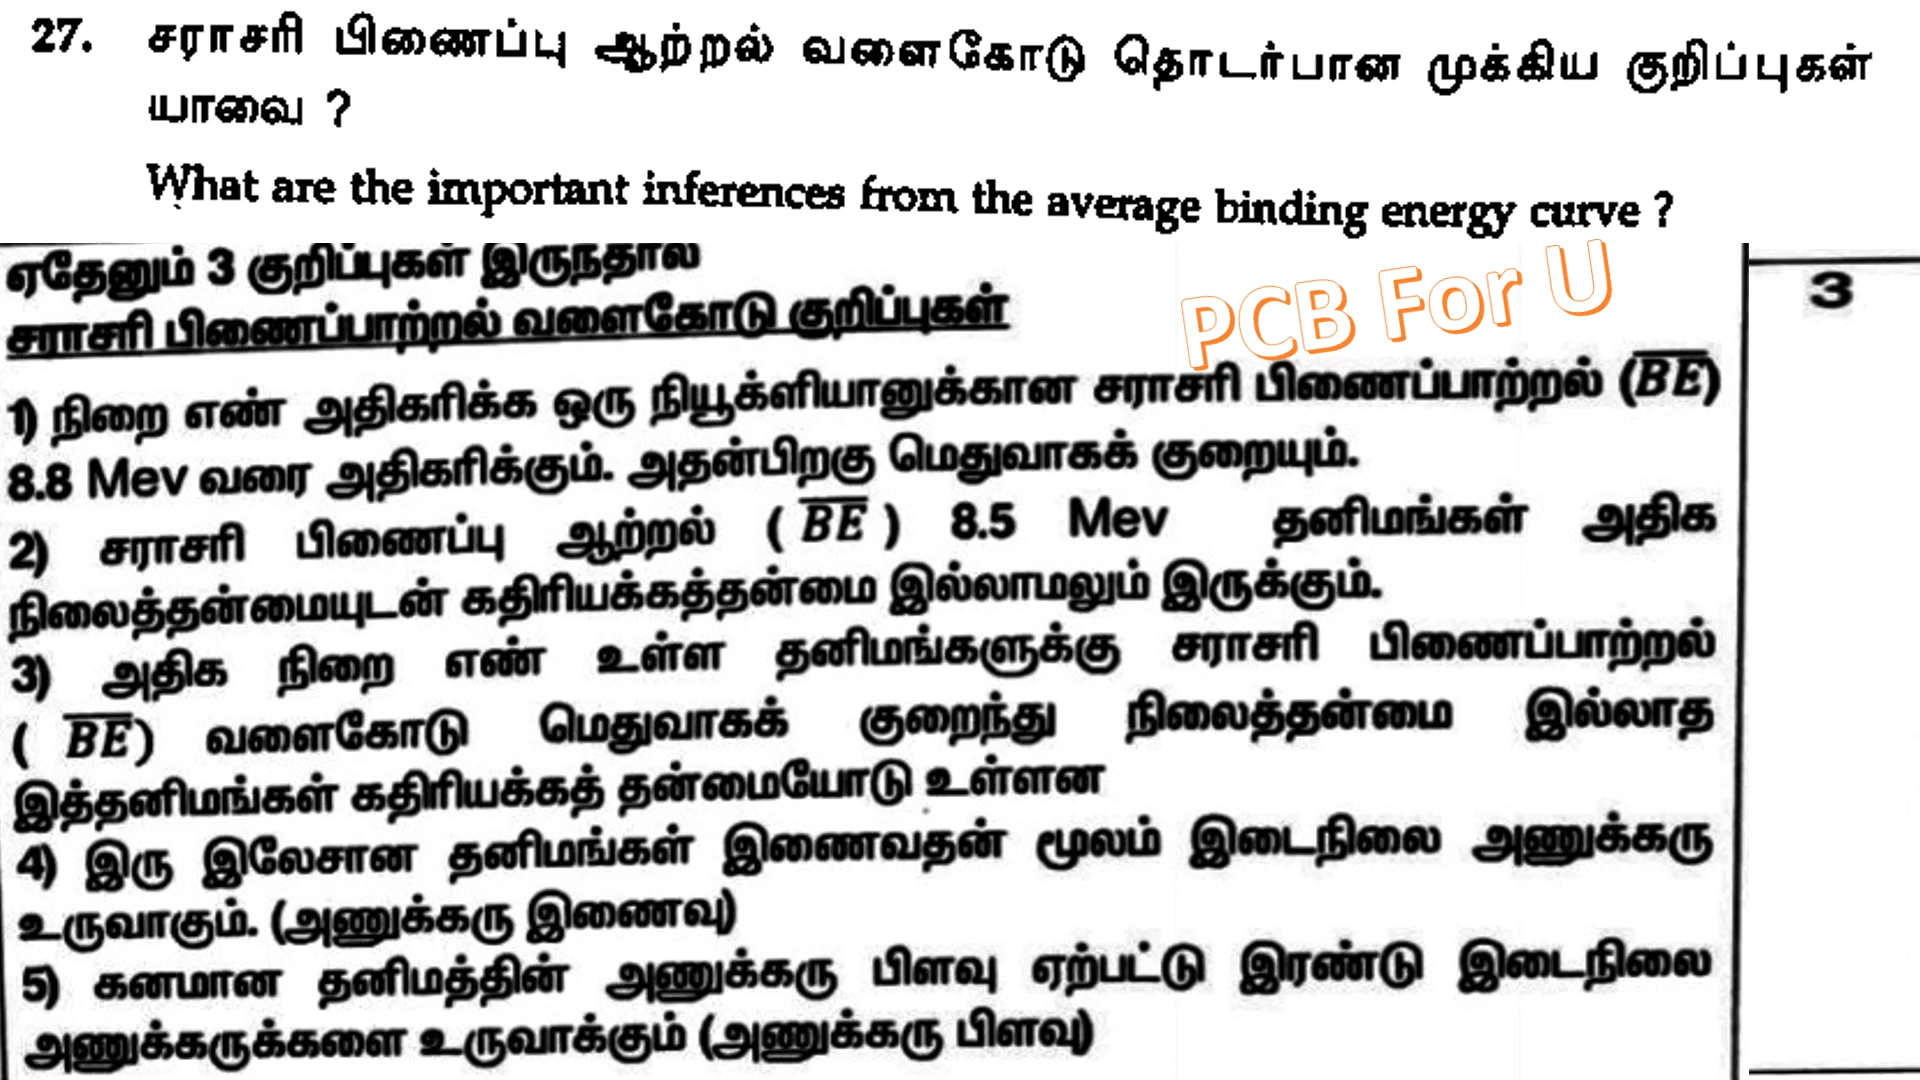 27. சராசரி பிணைப்பு ஆற்றல் வளைகோடு தொடர்பான முக்கிய குறிப்புகள்
யாவை ?
What are the important inferences from the average binding energy curve ?
ஏதேனும் 3 குறிப்புகள் இருந்தால்
சராசரி பிணைப்பாற்றல் வளைகோடு குறிப்புகள்
PCB For U
3
1) நிறை எண் அதிகரிக்க ஒரு நியூக்ளியானுக்கான சராசரி பிணைப்பாற்றல் (B̅E̅)
8.8 Mev வரை அதிகரிக்கும். அதன்பிறகு மெதுவாகக் குறையும்.
2) சராசரி பிணைப்பு ஆற்றல் ( B̅E̅ ) 8.5 Mev தனிமங்கள் அதிக
நிலைத்தன்மையுடன் கதிரியக்கத்தன்மை இல்லாமலும் இருக்கும்.
3) அதிக நிறை எண் உள்ள தனிமங்களுக்கு சராசரி பிணைப்பாற்றல்
( B̅E̅) வளைகோடு மெதுவாகக் குறைந்து நிலைத்தன்மை இல்லாத
இத்தனிமங்கள் கதிரியக்கத் தன்மையோடு உள்ளன
4) இரு இலேசான தனிமங்கள் இணைவதன் மூலம் இடைநிலை அணுக்கரு
உருவாகும். (அணுக்கரு இணைவு)
5) கனமான தனிமத்தின் அணுக்கரு பிளவு ஏற்பட்டு இரண்டு இடைநிலை
அணுக்கருக்களை உருவாக்கும் (அணுக்கரு பிளவு)